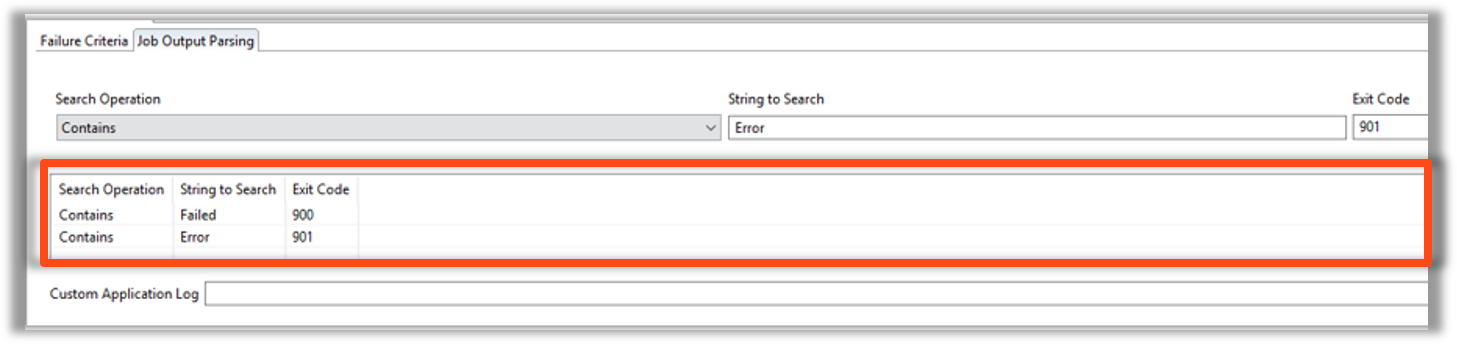 Failure Criteria Job Output Parsing
Search Operation String to Search Exit Code
Contains Error 901
Search Operation String to Search Exit Code
Contains Failed 900
Contains Error 901
Custom Application Log